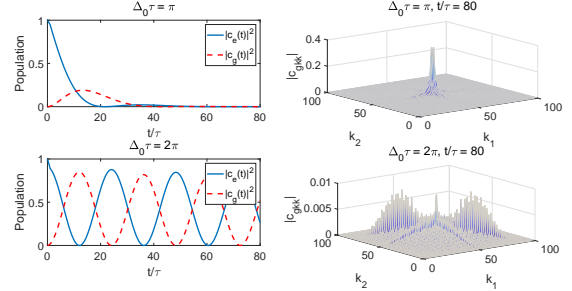 Δ₀τ = π
|cₑ(t)|²
|c_g(t)|²
Population
1
0.5
0
0 20 40 60 80
t/τ
Δ₀τ = π, t/τ = 80
|c_gkk|
0.4
0.2
0
100
50
0
k₂
0
50
100
k₁
Δ₀τ = 2π
|cₑ(t)|²
|c_g(t)|²
Population
1
0.5
0
0 20 40 60 80
t/τ
Δ₀τ = 2π, t/τ = 80
|c_gkk|
0.01
0.005
0
100
50
0
k₂
0
50
100
k₁